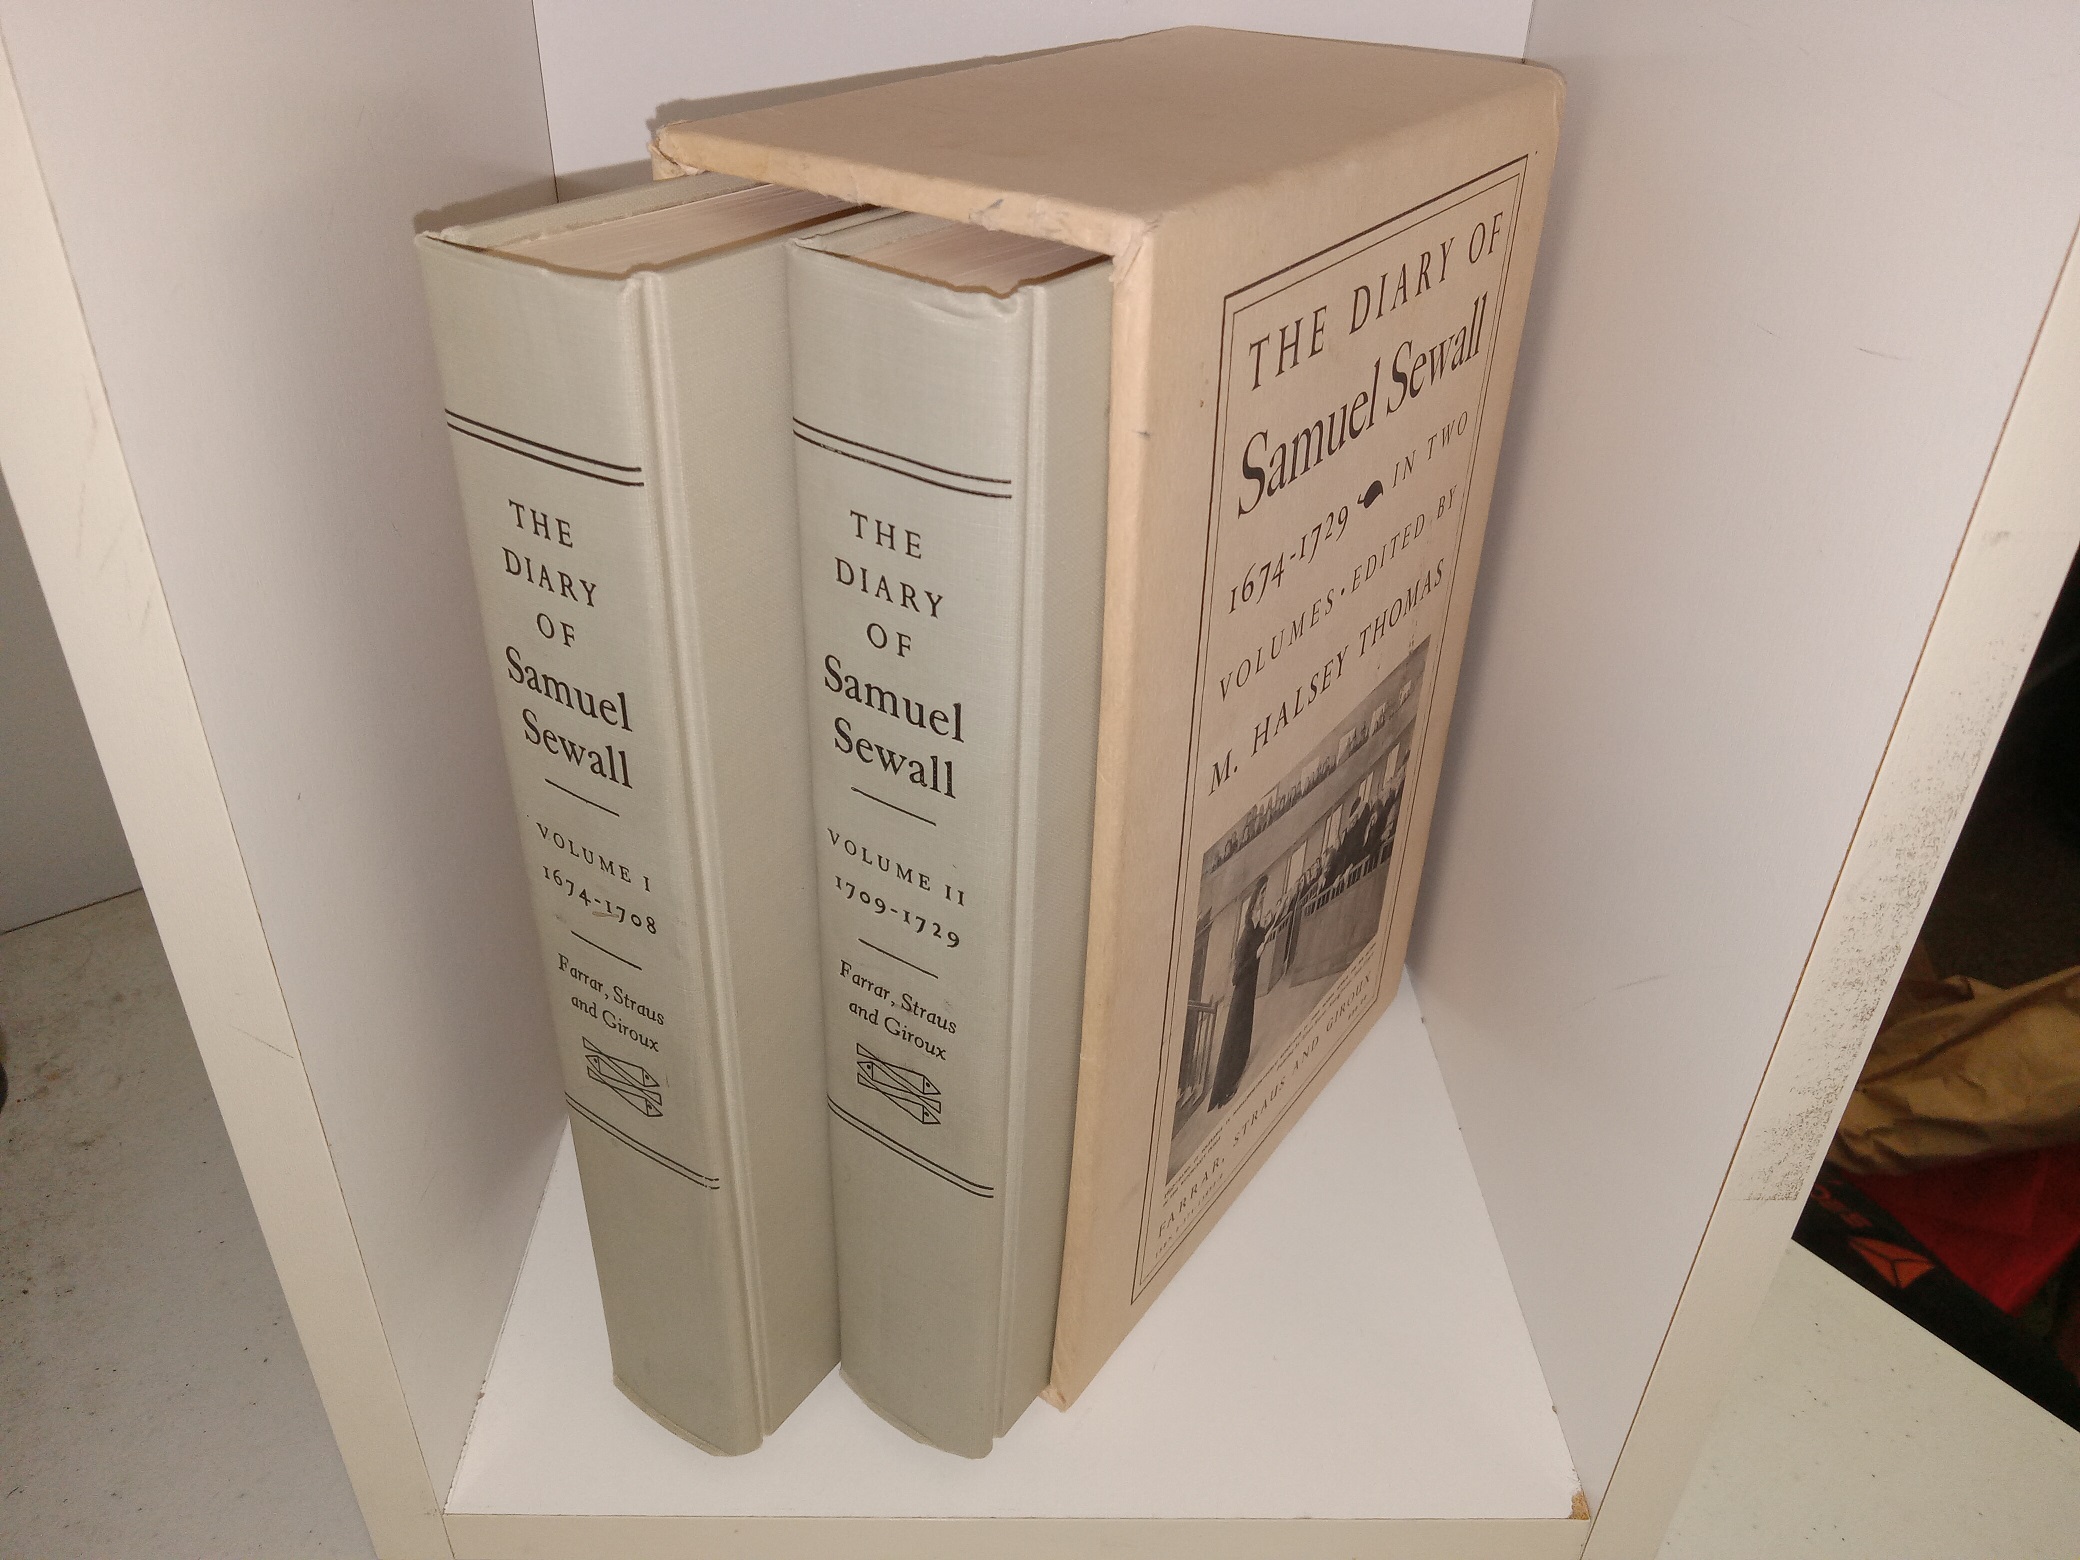 THE
DIARY
OF
Samuel
Sewall
VOLUME I
1674-1708
Farrar, Straus
and Giroux
THE
DIARY
OF
Samuel
Sewall
VOLUME II
1709-1729
Farrar, Straus
and Giroux
THE DIARY OF
Samuel Sewall
1674-1729 IN TWO
VOLUMES · EDITED BY
M. HALSEY THOMAS
FARRAR, STRAUS AND GIROUX